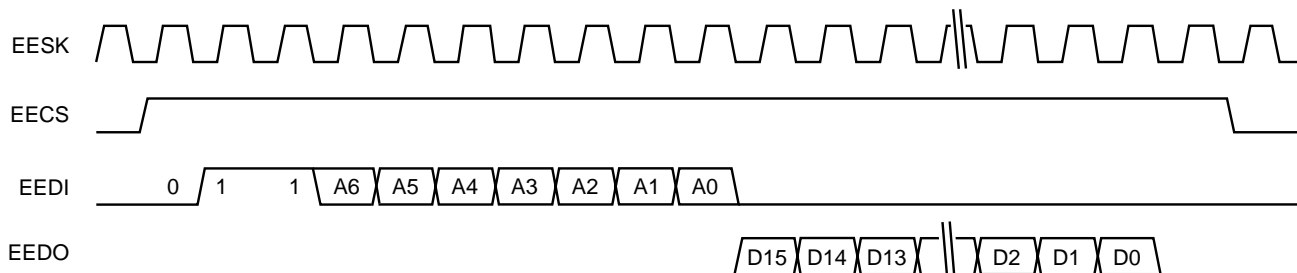 EESK
EECS
EEDI 0 1 1 A6 A5 A4 A3 A2 A1 A0
EEDO D15 D14 D13 D2 D1 D0